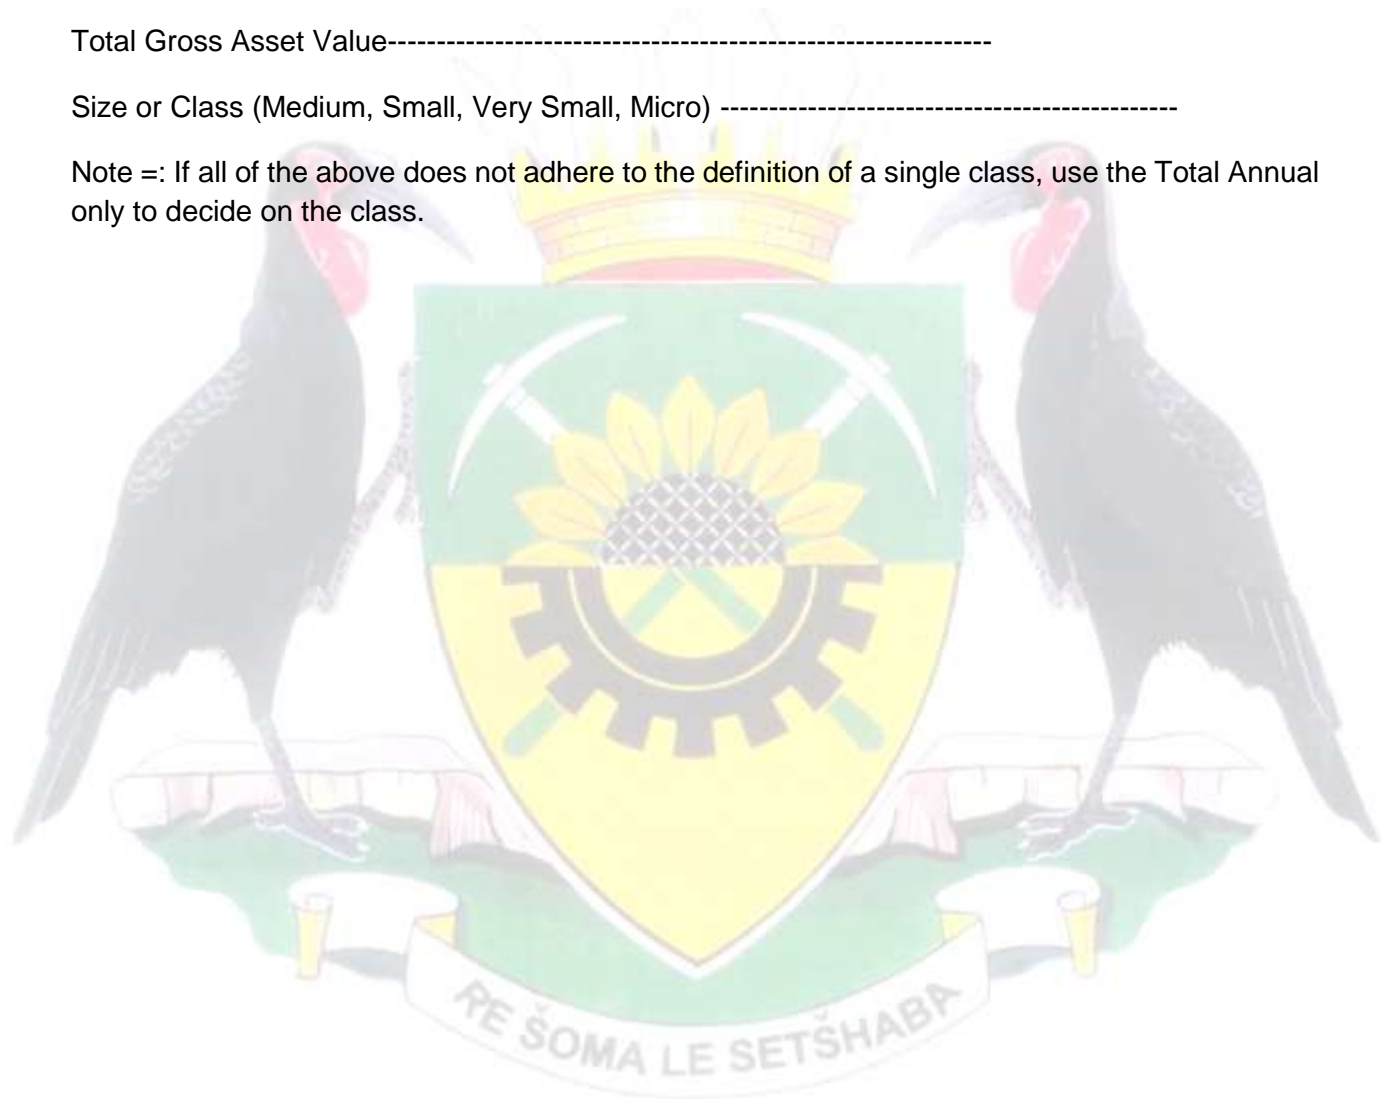 Total Gross Asset Value--------------------------------------------------------------
Size or Class (Medium, Small, Very Small, Micro) -----------------------------------------------
Note =: If all of the above does not adhere to the definition of a single class, use the Total Annual
only to decide on the class.
RE ŠOMA LE SETŠHABA